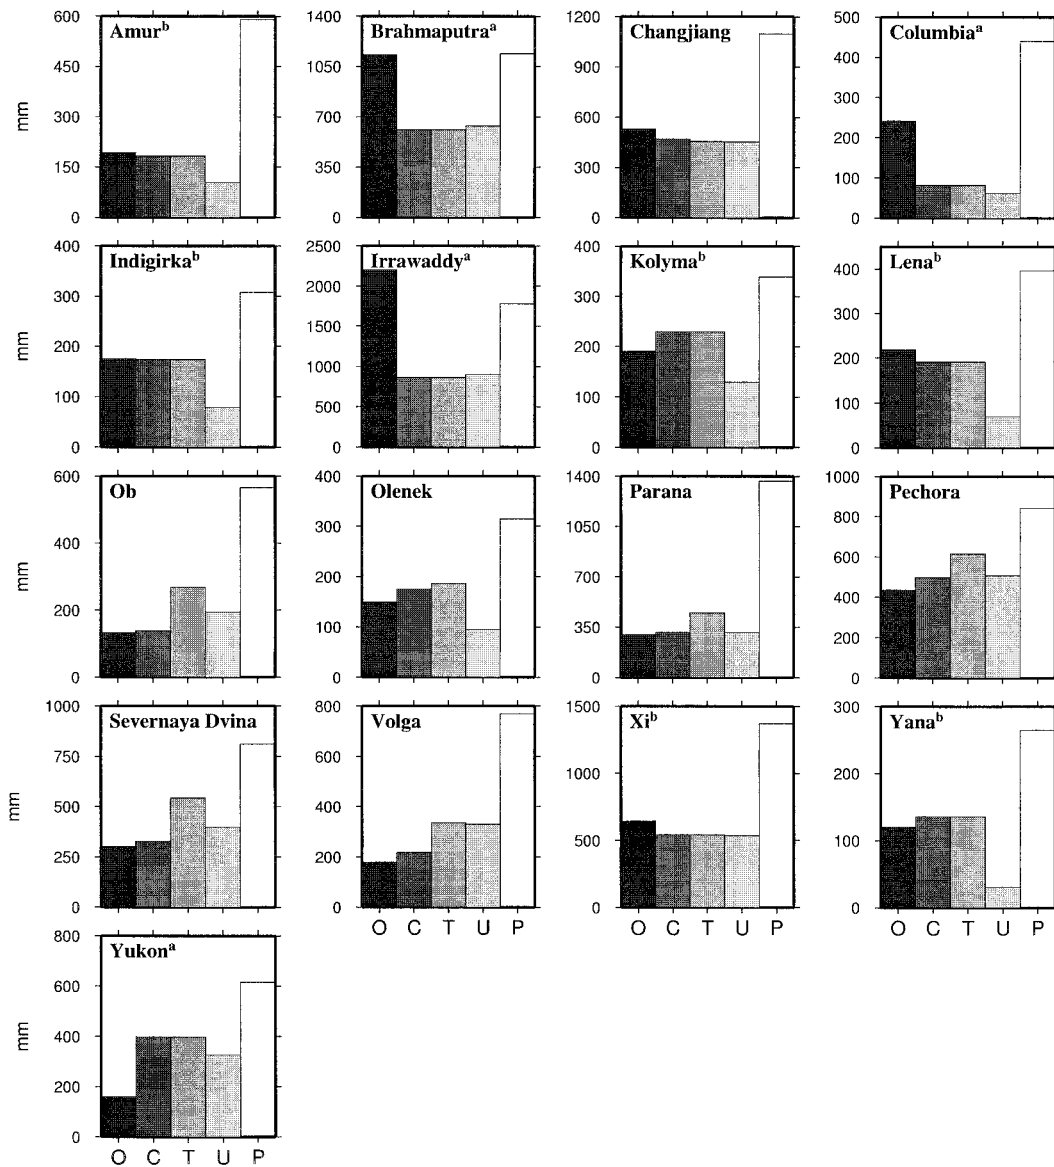 600 1400 1200 500
Amurᵇ Brahmaputraᵃ Changjiang Columbiaᵃ
450 1050 900 400
mm 300 700 600 300
200
150 350 300 100
0 0 0 0
400 2500 400
Indigirkaᵇ Irrawaddyᵃ Kolymaᵇ Lenaᵇ
300 2000 300 400
mm 200 1500 200 300
1000 200
100 500 100 100
0 0 0 0
600 400 1400 1000
Ob Olenek Parana Pechora
400 300 1050 800
mm 200 700 600
200 100 350 400
200
0 0 0 0
1000 800 1500 300
Severnaya Dvina Volga Xiᵇ Yanaᵇ
750 600 1000 200
mm 500 400
250 200 500 100
0 0 0 0
O C T U P O C T U P O C T U P
800
Yukonᵃ
600
mm 400
200
0
O C T U P